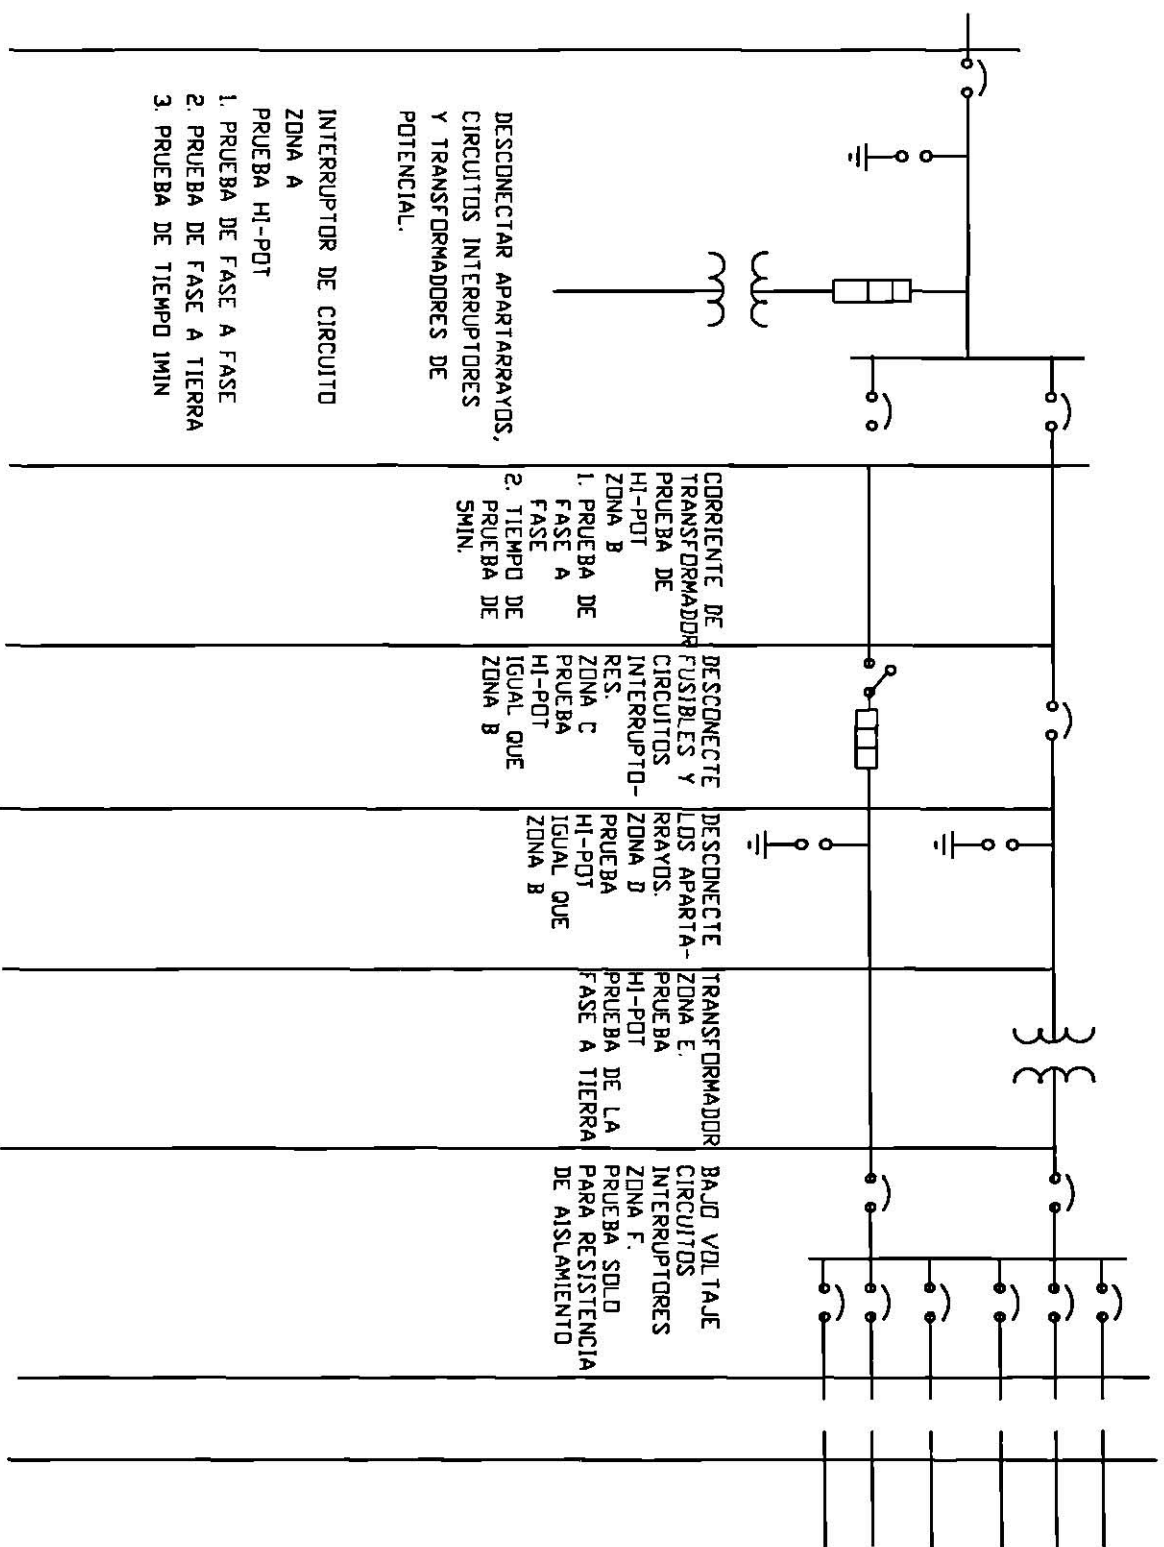 DESCONECTAR APARTARRAYOS,
CIRCUITOS INTERRUPTORES
Y TRANSFORMADORES DE
POTENCIAL.
INTERRUPTOR DE CIRCUITO
ZONA A
PRUEBA HI-POT
1. PRUEBA DE FASE A FASE
2. PRUEBA DE FASE A TIERRA
3. PRUEBA DE TIEMPO 1MIN
CORRIENTE DE
TRANSFORMADOR
PRUEBA DE
HI-POT
ZONA B
1. PRUEBA DE
FASE A
FASE
2. TIEMPO DE
PRUEBA DE
5MIN.
DESCONECTE
FUSIBLES Y
CIRCUITOS
INTERRUPTO-
RES.
ZONA C
PRUEBA
HI-POT
IGUAL QUE
ZONA B
DESCONECTE
LOS APARTA-
RRAYOS.
ZONA D
PRUEBA
HI-POT
IGUAL QUE
ZONA B
TRANSFORMADOR
ZONA E.
PRUEBA
HI-POT
PRUEBA DE LA
FASE A TIERRA
BAJO VOLTAJE
CIRCUITOS
INTERRUPTORES
ZONA F.
PRUEBA SOLO
PARA RESISTENCIA
DE AISLAMIENTO